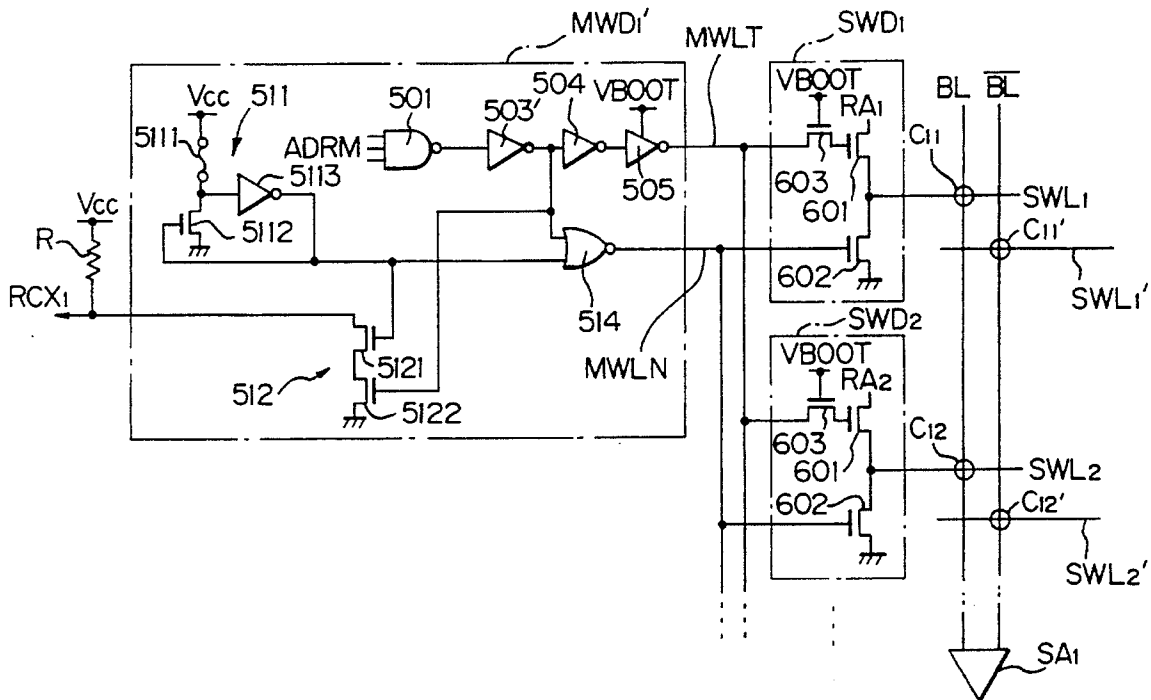 MWD1'
SWD1
MWLT
VBOOT
RA1
BL
BL
C11
SWL1
C11'
SWL1'
603
601
602
Vcc
511
5111
5113
5112
ADRM
501
503'
504
VBOOT
505
Vcc
R
RCX1
514
MWLN
5121
512
5122
SWD2
VBOOT
RA2
603
601
602
C12
SWL2
C12'
SWL2'
SA1